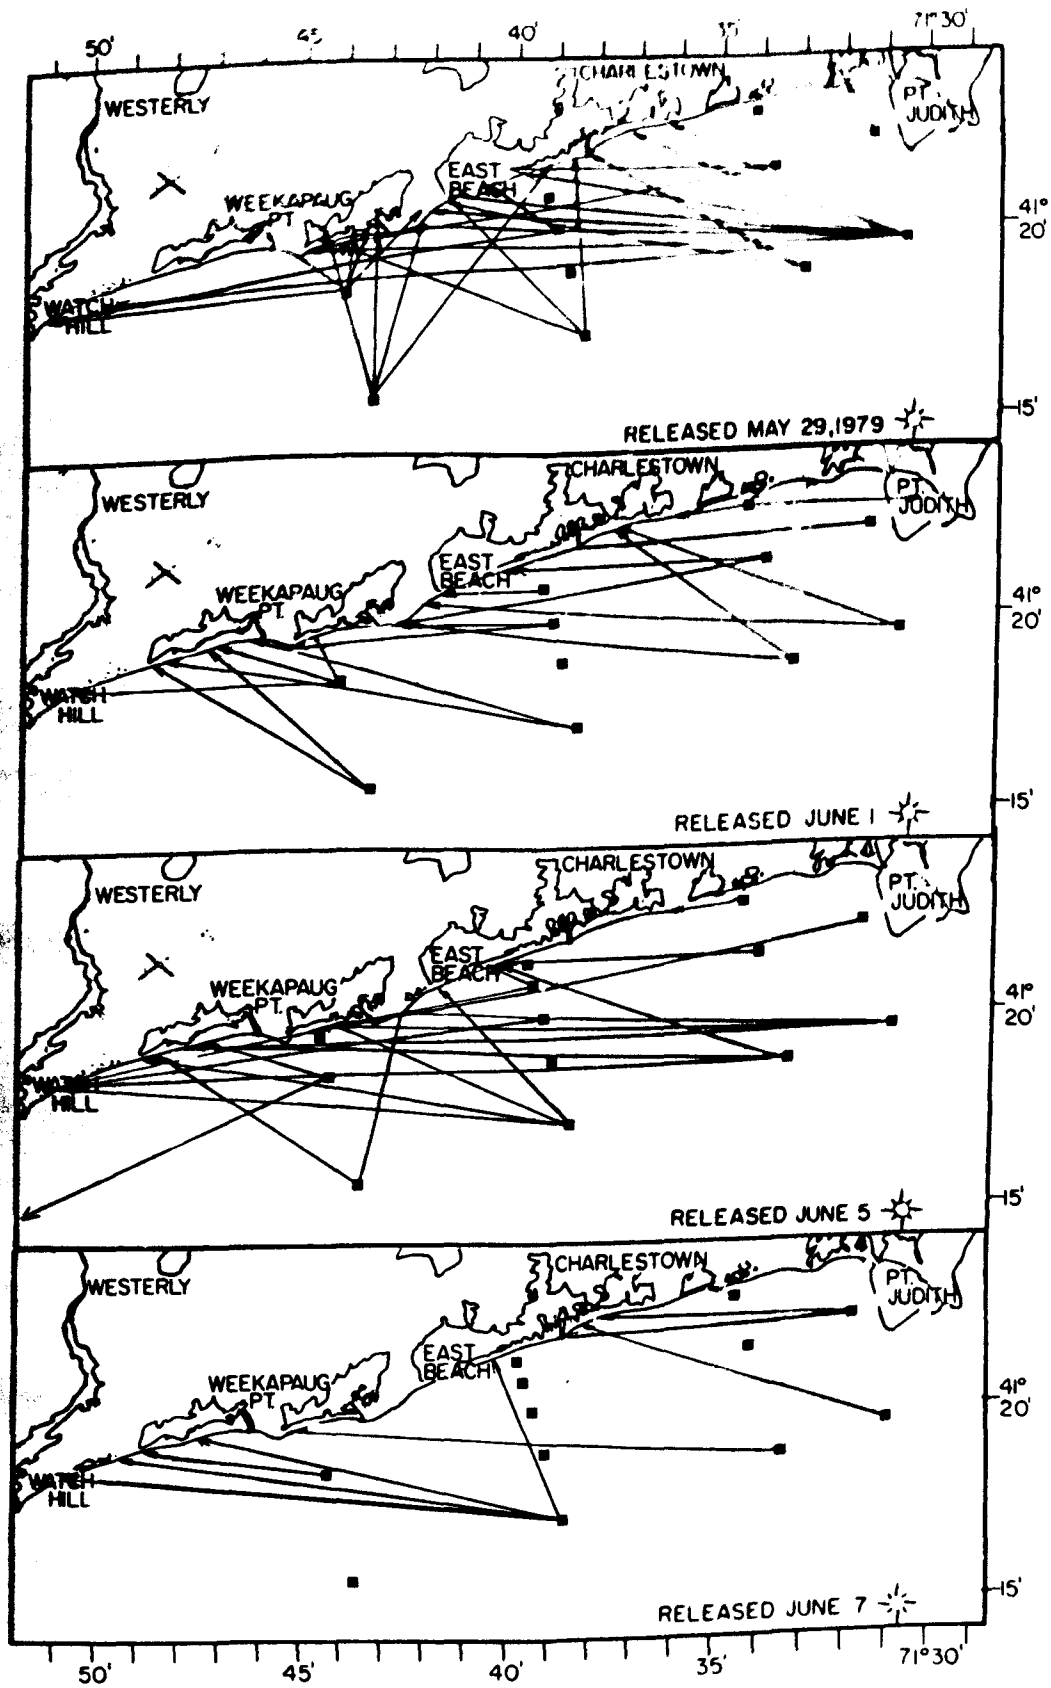 50' 45 40' 35' 71°30'
WESTERLY
CHARLESTOWN
PT.
JUDITH
EAST
BEACH
WEEKAPAUG
PT.
41°
20'
WATCH
HILL
15'
RELEASED MAY 29, 1979
WESTERLY
CHARLESTOWN
PT.
JUDITH
EAST
BEACH
WEEKAPAUG
PT.
41°
20'
WATCH
HILL
15'
RELEASED JUNE 1
WESTERLY
CHARLESTOWN
PT.
JUDITH
EAST
BEACH
WEEKAPAUG
PT.
41°
20'
WATCH
HILL
15'
RELEASED JUNE 5
WESTERLY
CHARLESTOWN
PT.
JUDITH
EAST
BEACH
WEEKAPAUG
PT.
41°
20'
WATCH
HILL
15'
RELEASED JUNE 7
50' 45' 40' 35' 71°30'